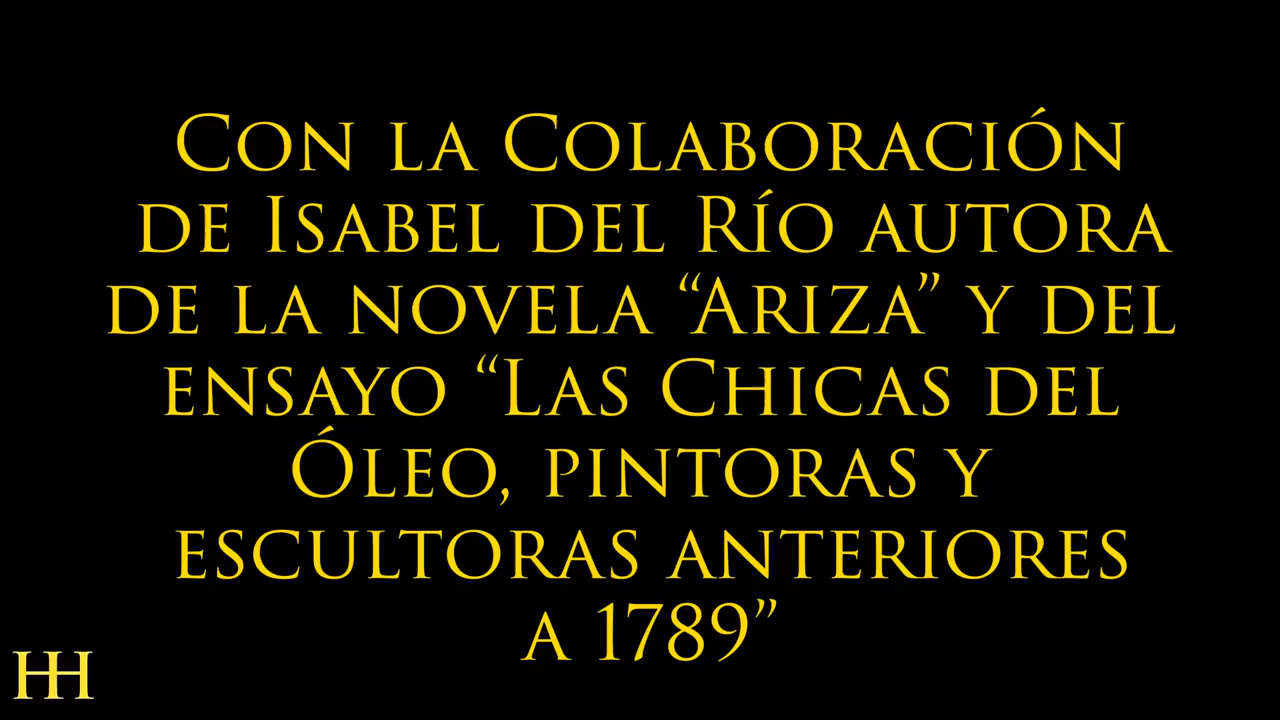 Con la Colaboración
de Isabel del Río autora
de la novela “Ariza” y del
ensayo “Las Chicas del
Óleo, pintoras y
escultoras anteriores
a 1789”
HH